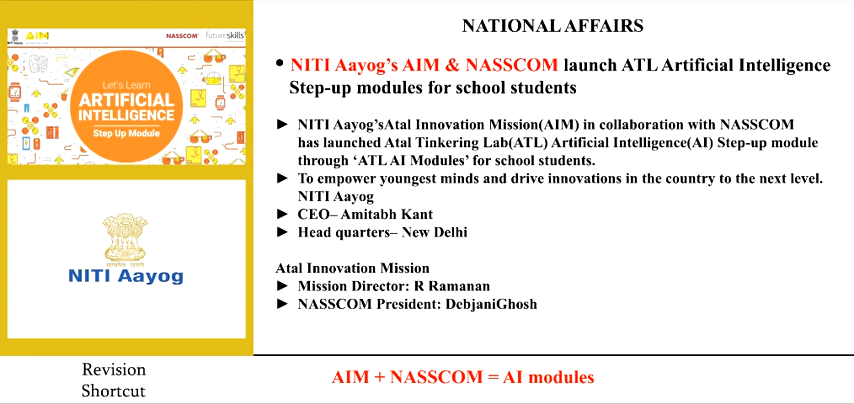 NATIONAL AFFAIRS
NITI Aayog
AIM
NASSCOM
futureskills
Let's Learn
ARTIFICIAL
INTELLIGENCE
Step Up Module
NITI Aayog
• NITI Aayog's AIM & NASSCOM launch ATL Artificial Intelligence
Step-up modules for school students
► NITI Aayog'sAtal Innovation Mission(AIM) in collaboration with NASSCOM
has launched Atal Tinkering Lab(ATL) Artificial Intelligence(AI) Step-up module
through ‘ATL AI Modules’ for school students.
► To empower youngest minds and drive innovations in the country to the next level.
NITI Aayog
► CEO– Amitabh Kant
► Head quarters– New Delhi
Atal Innovation Mission
► Mission Director: R Ramanan
► NASSCOM President: DebjaniGhosh
Revision
Shortcut
AIM + NASSCOM = AI modules